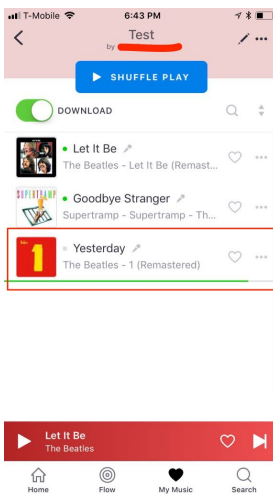 T-Mobile 6:43 PM
Test
by
SHUFFLE PLAY
DOWNLOAD
Let It Be
The Beatles - Let It Be (Remast...
SUPERTRAMP
Goodbye Stranger
Supertramp - Supertramp - Th...
1
Yesterday
The Beatles - 1 (Remastered)
Let It Be
The Beatles
Home Flow My Music Search